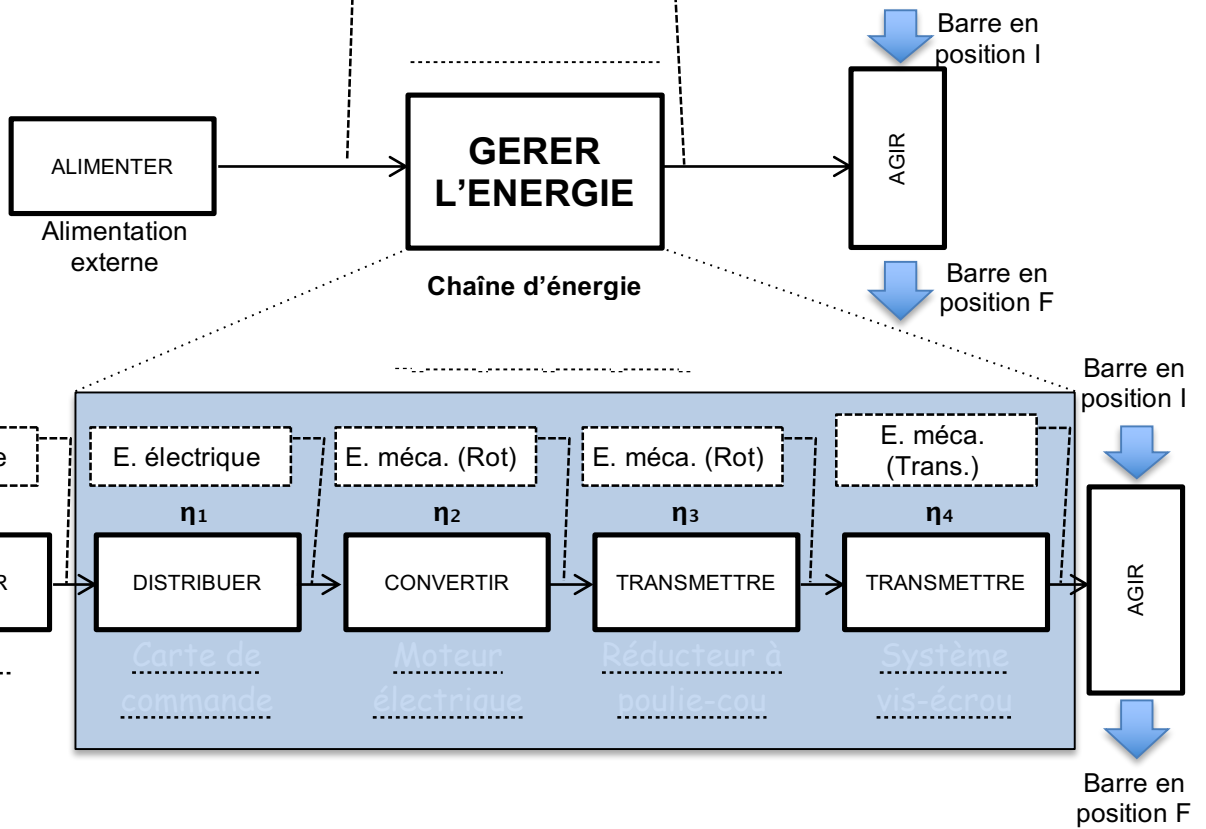 Barre en
position I
ALIMENTER
GERER
L'ENERGIE
AGIR
Alimentation
externe
Chaîne d'énergie
Barre en
position F
Barre en
position I
e
E. électrique
E. méca. (Rot)
E. méca. (Rot)
E. méca.
(Trans.)
η1
η2
η3
η4
R
DISTRIBUER
CONVERTIR
TRANSMETTRE
TRANSMETTRE
AGIR
Carte de
commande
Moteur
électrique
Réducteur à
poulie-cou
Système
vis-écrou
Barre en
position F